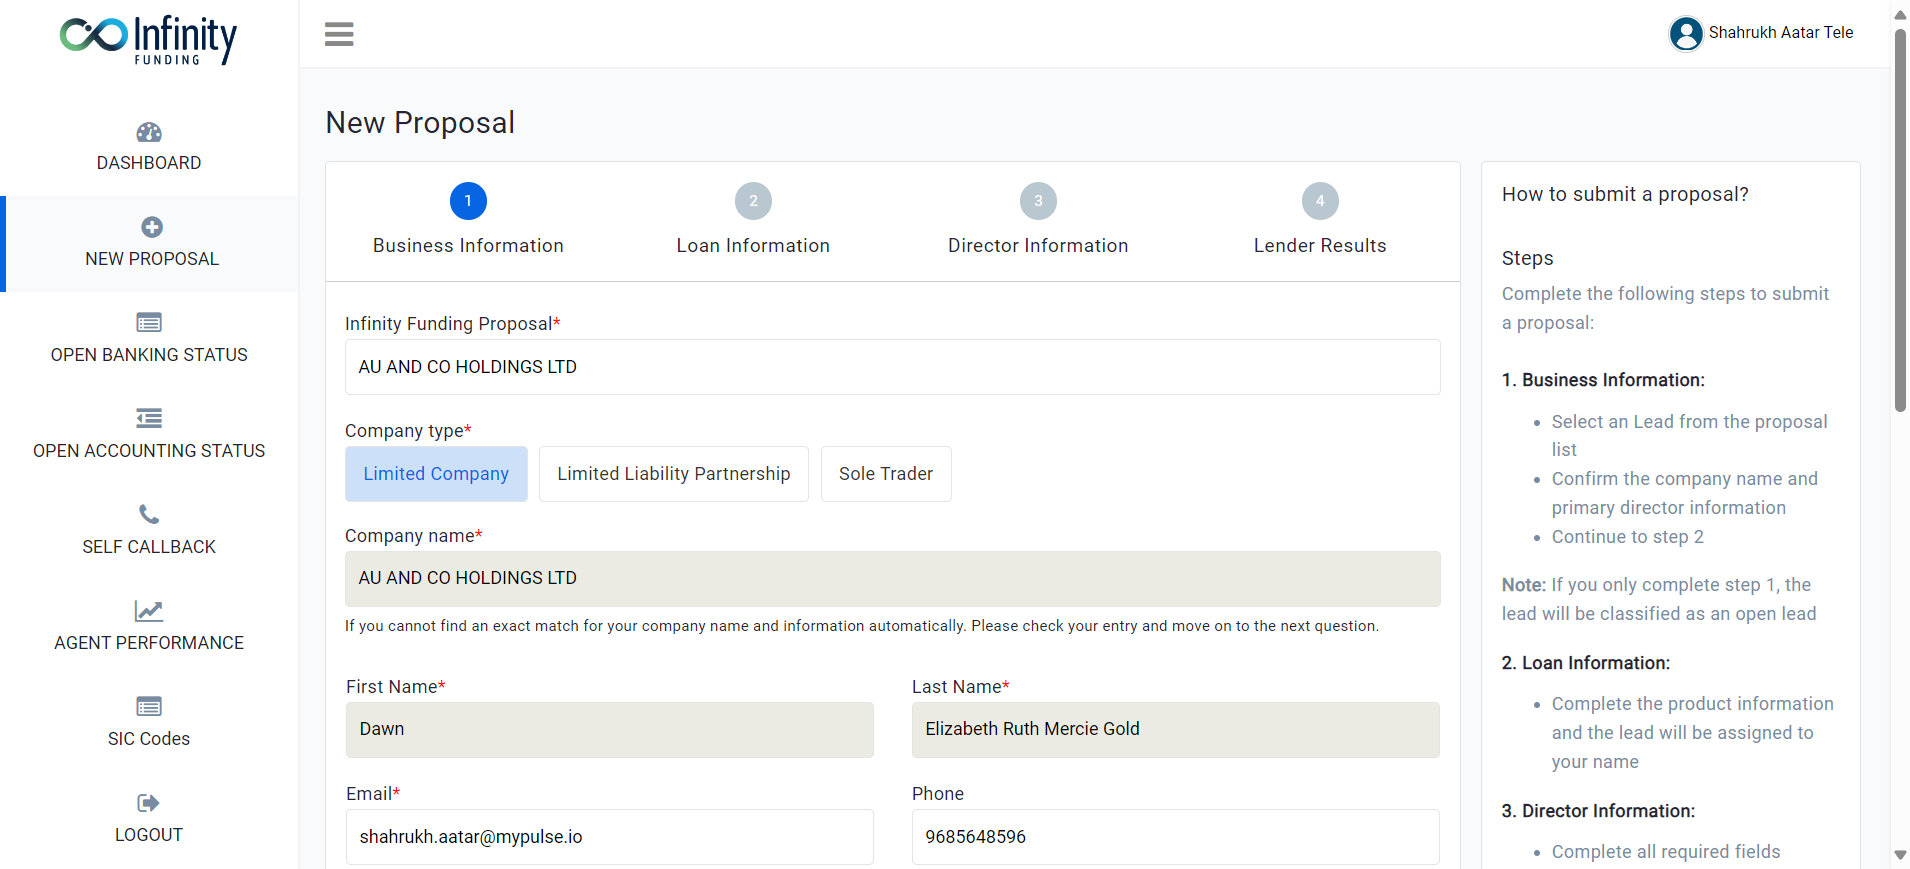 Infinity
FUNDING
Shahrukh Aatar Tele
DASHBOARD
NEW PROPOSAL
OPEN BANKING STATUS
OPEN ACCOUNTING STATUS
SELF CALLBACK
AGENT PERFORMANCE
SIC Codes
LOGOUT
New Proposal
1
2
3
4
Business Information
Loan Information
Director Information
Lender Results
Infinity Funding Proposal*
AU AND CO HOLDINGS LTD
Company type*
Limited Company
Limited Liability Partnership
Sole Trader
Company name*
AU AND CO HOLDINGS LTD
If you cannot find an exact match for your company name and information automatically. Please check your entry and move on to the next question.
First Name*
Last Name*
Dawn
Elizabeth Ruth Mercie Gold
Email*
Phone
shahrukh.aatar@mypulse.io
9685648596
How to submit a proposal?
Steps
Complete the following steps to submit
a proposal:
1. Business Information:
• Select an Lead from the proposal
list
• Confirm the company name and
primary director information
• Continue to step 2
Note: If you only complete step 1, the
lead will be classified as an open lead
2. Loan Information:
• Complete the product information
and the lead will be assigned to
your name
3. Director Information:
• Complete all required fields